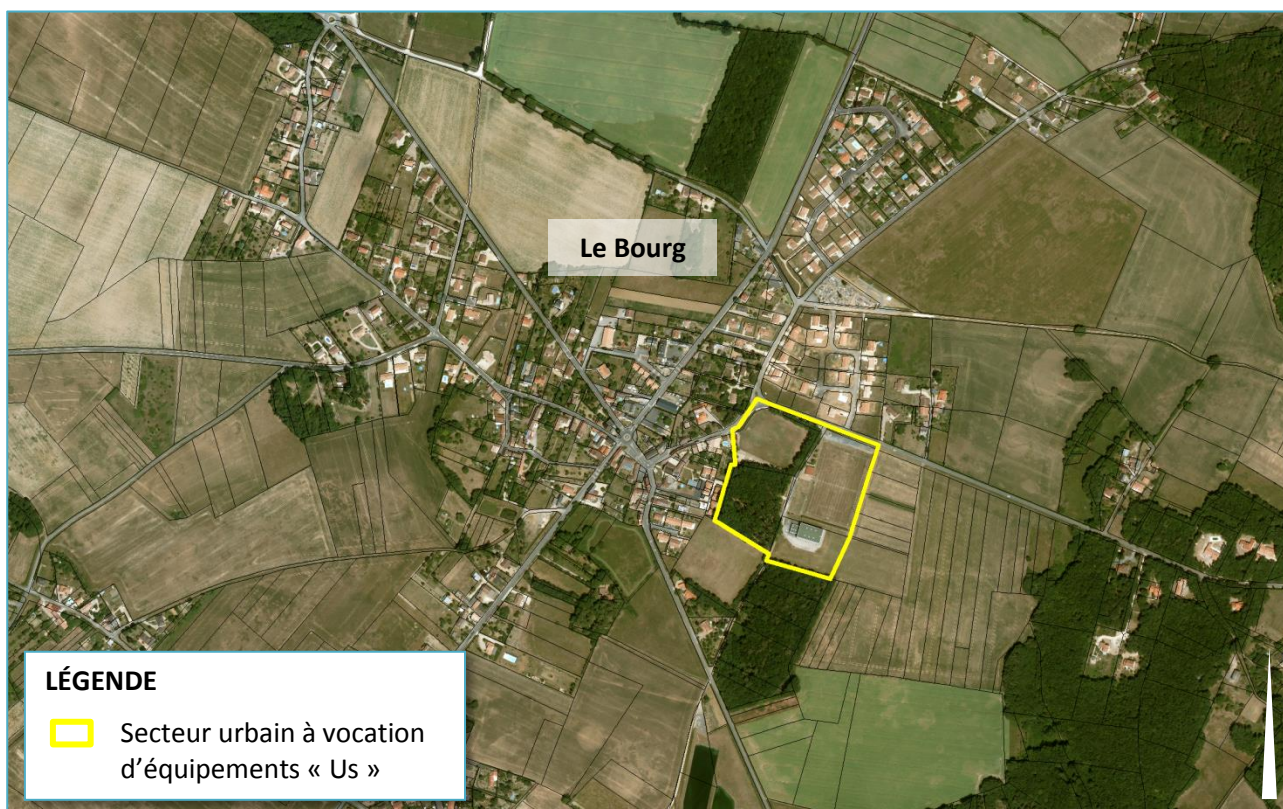 Le Bourg
LÉGENDE
Secteur urbain à vocation
d'équipements « Us »